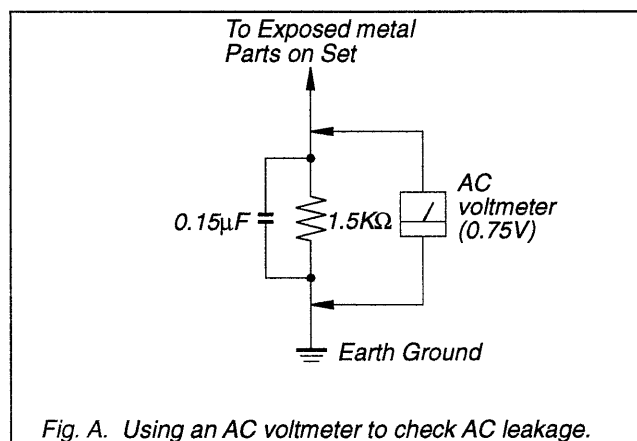 To Exposed metal
Parts on Set
0.15μF
1.5KΩ
AC
voltmeter
(0.75V)
Earth Ground
Fig. A. Using an AC voltmeter to check AC leakage.